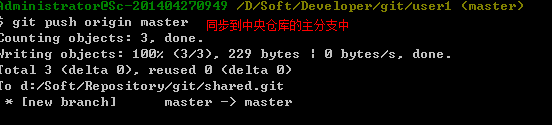 Administrator@Sc-201404270949 /D/Soft/Developer/git/user1 (master)
$ git push origin master 同步到中央仓库的主分支中
Counting objects: 3, done.
Writing objects: 100% (3/3), 229 bytes | 0 bytes/s, done.
Total 3 (delta 0), reused 0 (delta 0)
To d:/Soft/Repository/git/shared.git
* [new branch] master -> master